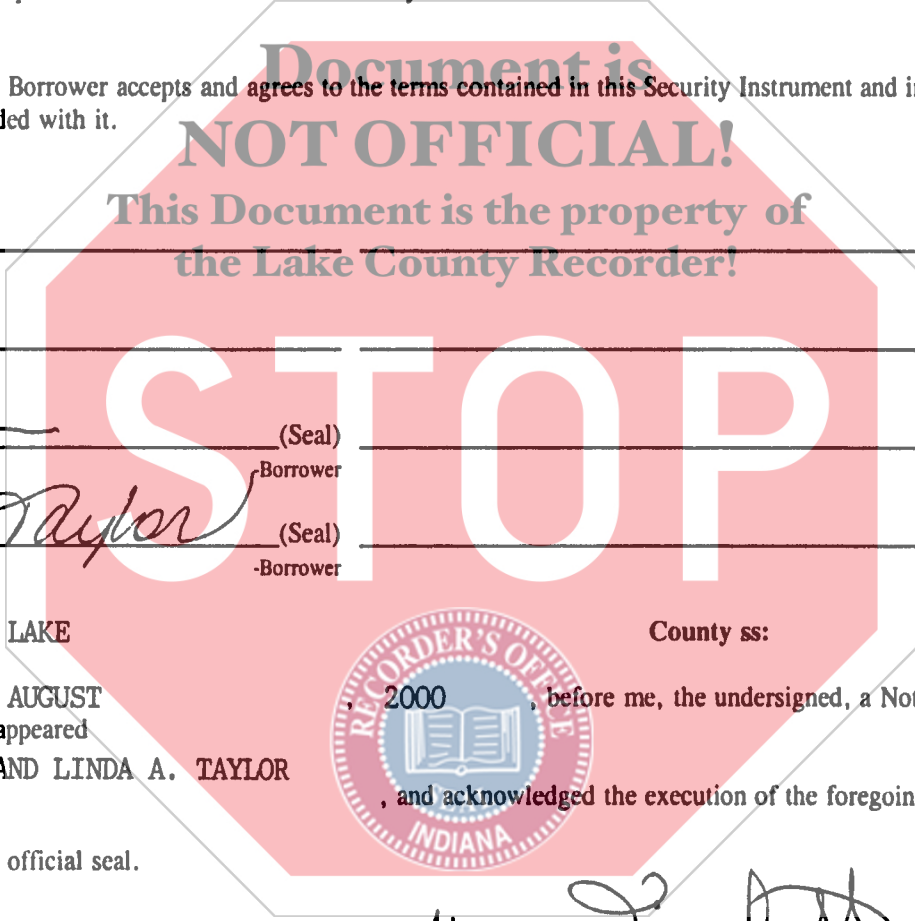 Document is
Borrower accepts and agrees to the terms contained in this Security Instrument and in
ded with it.
NOT OFFICIAL!
This Document is the property of
the Lake County Recorder!
STOP
(Seal)
-Borrower
Taylor (Seal)
-Borrower
LAKE County ss:
AUGUST , 2000 , before me, the undersigned, a Not
appeared
AND LINDA A. TAYLOR
, and acknowledged the execution of the foregoin
official seal.
RECORDER'S OFFICE
SEAL
INDIANA